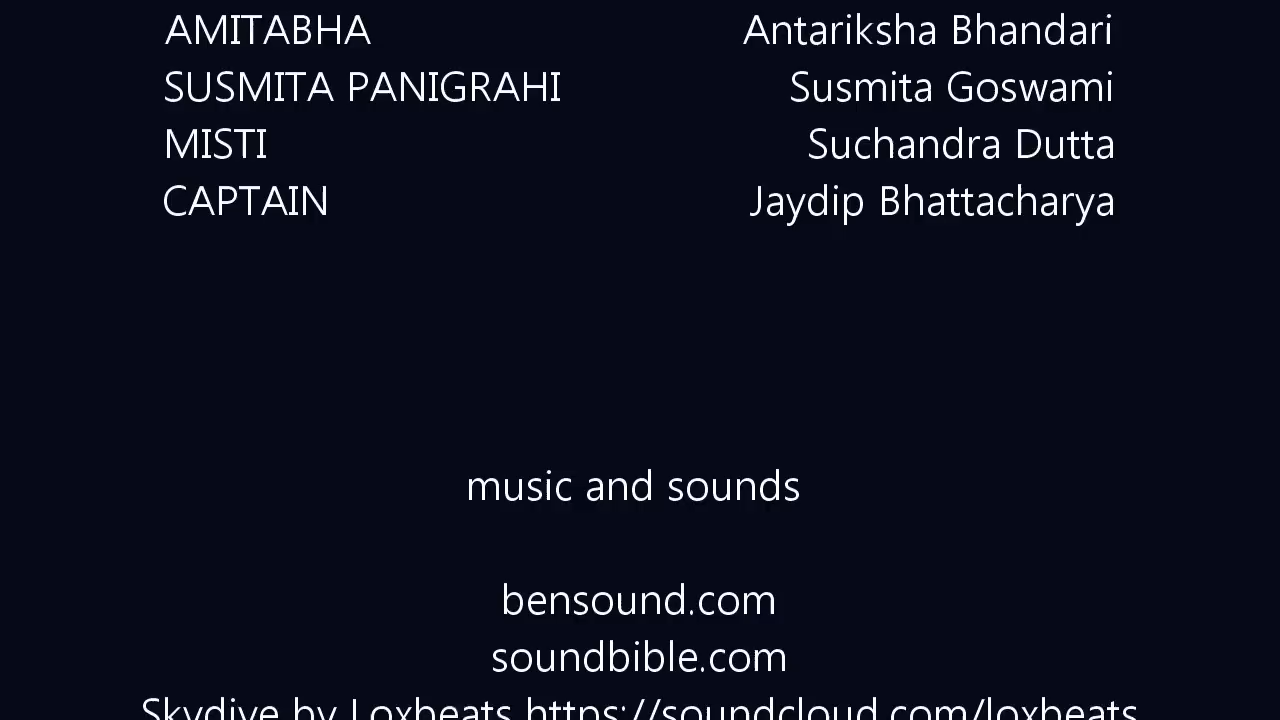 AMITABHA Antariksha Bhandari
SUSMITA PANIGRAHI Susmita Goswami
MISTI Suchandra Dutta
CAPTAIN Jaydip Bhattacharya
music and sounds
bensound.com
soundbible.com
Skydive by Loxbeats https://soundcloud.com/loxbeats